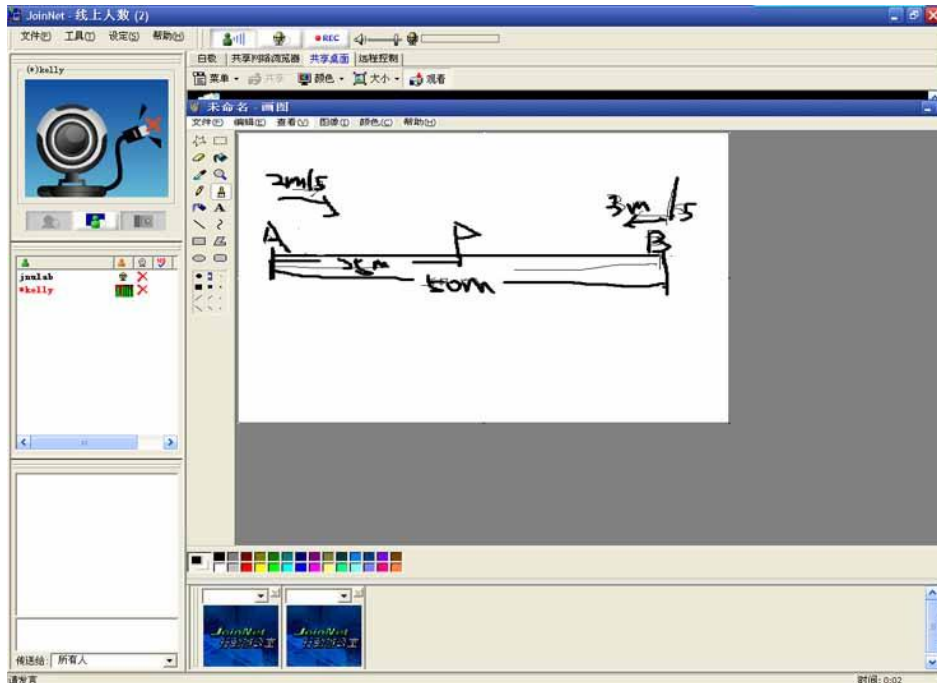 JoinNet - 线上人数 (2)
文件(F) 工具(T) 设定(S) 帮助(H)
REC
白板 共享网络浏览器 共享桌面 远程控制
(*)kelly
菜单 共享 颜色 大小 观看
未命名 - 画图
文件(F) 编辑(E) 查看(V) 图像(I) 颜色(C) 帮助(H)
2m/s
3m/s
A
B
50m
jnulab
*kelly
JoinNet
JoinNet
传送给: 所有人
请发言
时间: 0:02